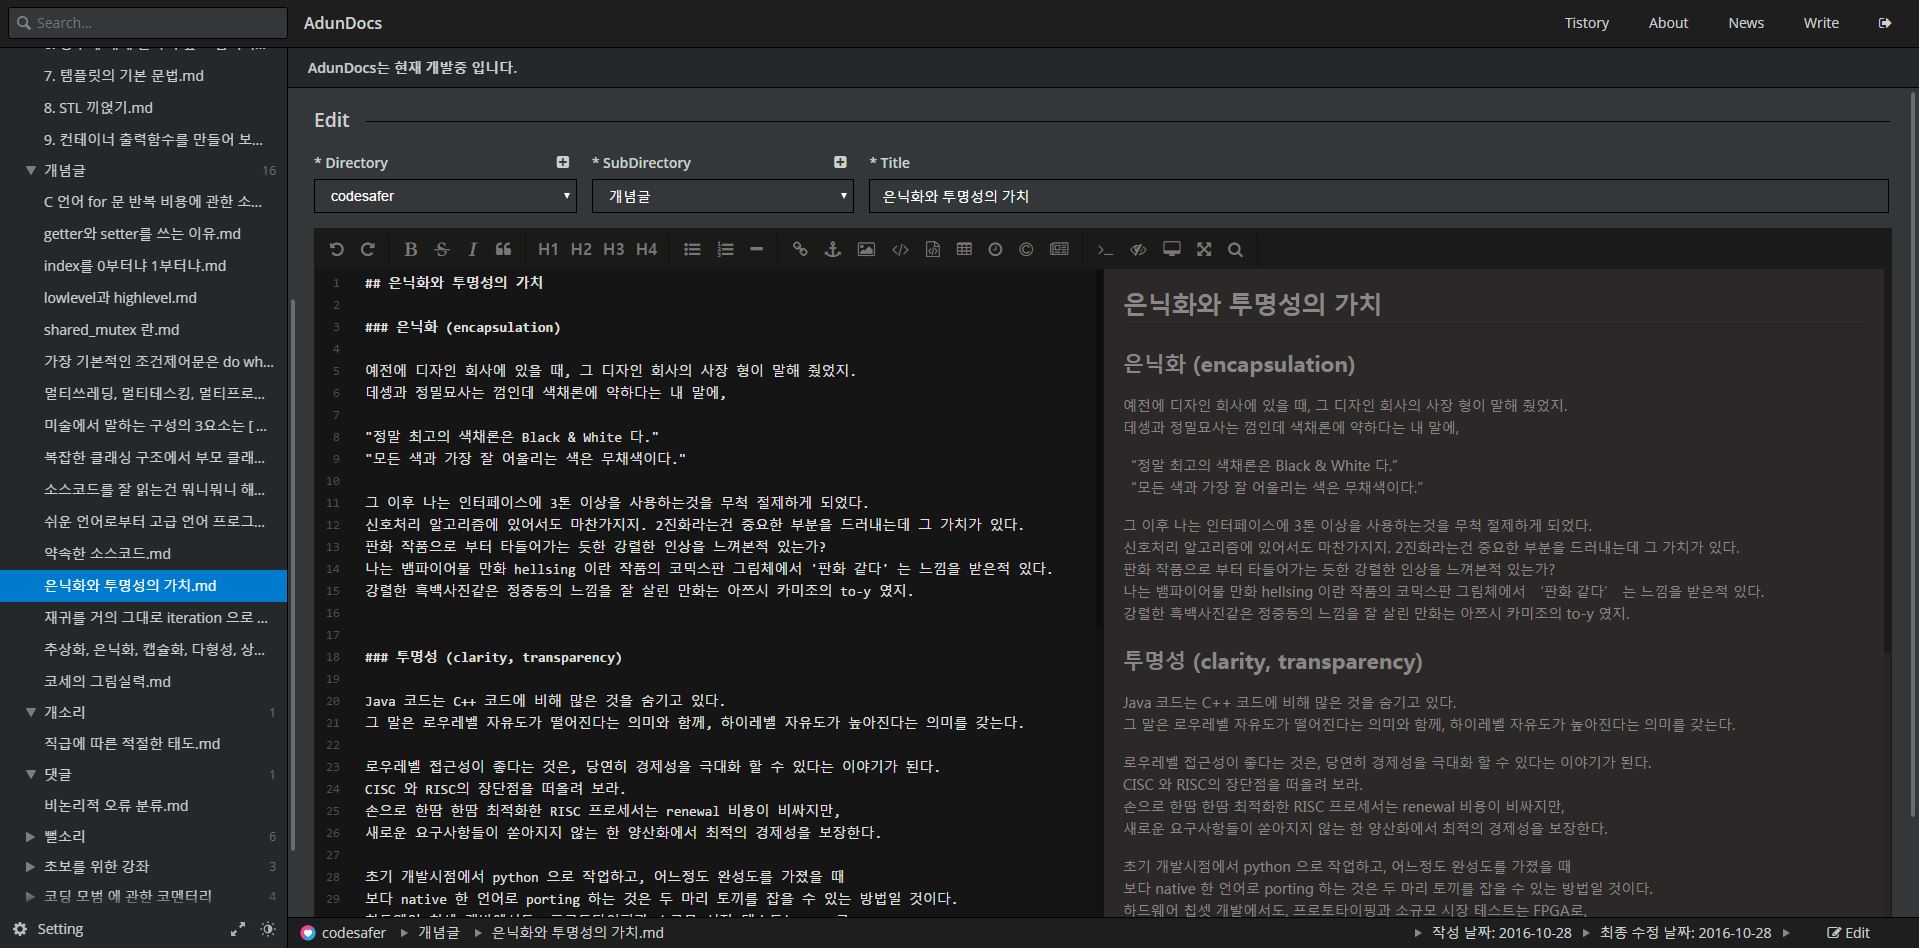 Search...
AdunDocs
Tistory
About
News
Write
7. 템플릿의 기본 문법.md
8. STL 끼얹기.md
9. 컨테이너 출력함수를 만들어 보...
개념글 16
C 언어 for 문 반복 비용에 관한 소...
getter와 setter를 쓰는 이유.md
index를 0부터냐 1부터냐.md
lowlevel과 highlevel.md
shared_mutex 란.md
가장 기본적인 조건제어문은 do wh...
멀티쓰레딩, 멀티테스킹, 멀티프로...
미술에서 말하는 구성의 3요소는 [ ...
복잡한 클래싱 구조에서 부모 클래...
소스코드를 잘 읽는건 뭐니뭐니 해...
쉬운 언어로부터 고급 언어 프로그...
약속한 소스코드.md
은닉화와 투명성의 가치.md
재귀를 거의 그대로 iteration 으로 ...
추상화, 은닉화, 캡슐화, 다형성, 상...
코세의 그림실력.md
개소리 1
직급에 따른 적절한 태도.md
댓글 1
비논리적 오류 분류.md
뻘소리 6
초보를 위한 강좌 3
코딩 모범 에 관한 코멘터리 4
Setting
AdunDocs는 현재 개발중 입니다.
Edit
* Directory
* SubDirectory
* Title
codesafer
개념글
은닉화와 투명성의 가치
H1 H2 H3 H4
1 ## 은닉화와 투명성의 가치
2
3 ### 은닉화 (encapsulation)
4
5 예전에 디자인 회사에 있을 때, 그 디자인 회사의 사장 형이 말해 줬었지.
6 데셍과 정밀묘사는 껌인데 색채론에 약하다는 내 말에,
7
8 "정말 최고의 색채론은 Black & White 다."
9 "모든 색과 가장 잘 어울리는 색은 무채색이다."
10
11 그 이후 나는 인터페이스에 3톤 이상을 사용하는것을 무척 절제하게 되었다.
12 신호처리 알고리즘에 있어서도 마찬가지지. 2진화라는건 중요한 부분을 드러내는데 그 가치가 있다.
13 판화 작품으로 부터 타들어가는 듯한 강렬한 인상을 느껴본적 있는가?
14 나는 뱀파이어물 만화 hellsing 이란 작품의 코믹스판 그림체에서 '판화 같다' 는 느낌을 받은적 있다.
15 강렬한 흑백사진같은 정중동의 느낌을 잘 살린 만화는 아쯔시 카미조의 to-y 였지.
16
17
18 ### 투명성 (clarity, transparency)
19
20 Java 코드는 C++ 코드에 비해 많은 것을 숨기고 있다.
21 그 말은 로우레벨 자유도가 떨어진다는 의미와 함께, 하이레벨 자유도가 높아진다는 의미를 갖는다.
22
23 로우레벨 접근성이 좋다는 것은, 당연히 경제성을 극대화 할 수 있다는 이야기가 된다.
24 CISC 와 RISC의 장단점을 떠올려 보라.
25 손으로 한땀 한땀 최적화한 RISC 프로세서는 renewal 비용이 비싸지만,
26 새로운 요구사항들이 쏟아지지 않는 한 양산화에서 최적의 경제성을 보장한다.
27
28 초기 개발시점에서 python 으로 작업하고, 어느정도 완성도를 가졌을 때
29 보다 native 한 언어로 porting 하는 것은 두 마리 토끼를 잡을 수 있는 방법일 것이다.
은닉화와 투명성의 가치
은닉화 (encapsulation)
예전에 디자인 회사에 있을 때, 그 디자인 회사의 사장 형이 말해 줬었지.
데셍과 정밀묘사는 껌인데 색채론에 약하다는 내 말에,
“정말 최고의 색채론은 Black & White 다.”
“모든 색과 가장 잘 어울리는 색은 무채색이다.”
그 이후 나는 인터페이스에 3톤 이상을 사용하는것을 무척 절제하게 되었다.
신호처리 알고리즘에 있어서도 마찬가지지. 2진화라는건 중요한 부분을 드러내는데 그 가치가 있다.
판화 작품으로 부터 타들어가는 듯한 강렬한 인상을 느껴본적 있는가?
나는 뱀파이어물 만화 hellsing 이란 작품의 코믹스판 그림체에서 ‘판화 같다’ 는 느낌을 받은적 있다.
강렬한 흑백사진같은 정중동의 느낌을 잘 살린 만화는 아쯔시 카미조의 to-y 였지.
투명성 (clarity, transparency)
Java 코드는 C++ 코드에 비해 많은 것을 숨기고 있다.
그 말은 로우레벨 자유도가 떨어진다는 의미와 함께, 하이레벨 자유도가 높아진다는 의미를 갖는다.
로우레벨 접근성이 좋다는 것은, 당연히 경제성을 극대화 할 수 있다는 이야기가 된다.
CISC 와 RISC의 장단점을 떠올려 보라.
손으로 한땀 한땀 최적화한 RISC 프로세서는 renewal 비용이 비싸지만,
새로운 요구사항들이 쏟아지지 않는 한 양산화에서 최적의 경제성을 보장한다.
초기 개발시점에서 python 으로 작업하고, 어느정도 완성도를 가졌을 때
보다 native 한 언어로 porting 하는 것은 두 마리 토끼를 잡을 수 있는 방법일 것이다.
하드웨어 칩셋 개발에서도, 프로토타이핑과 소규모 시장 테스트는 FPGA로,
codesafer 개념글 은닉화와 투명성의 가치.md
작성 날짜: 2016-10-28 최종 수정 날짜: 2016-10-28 Edit